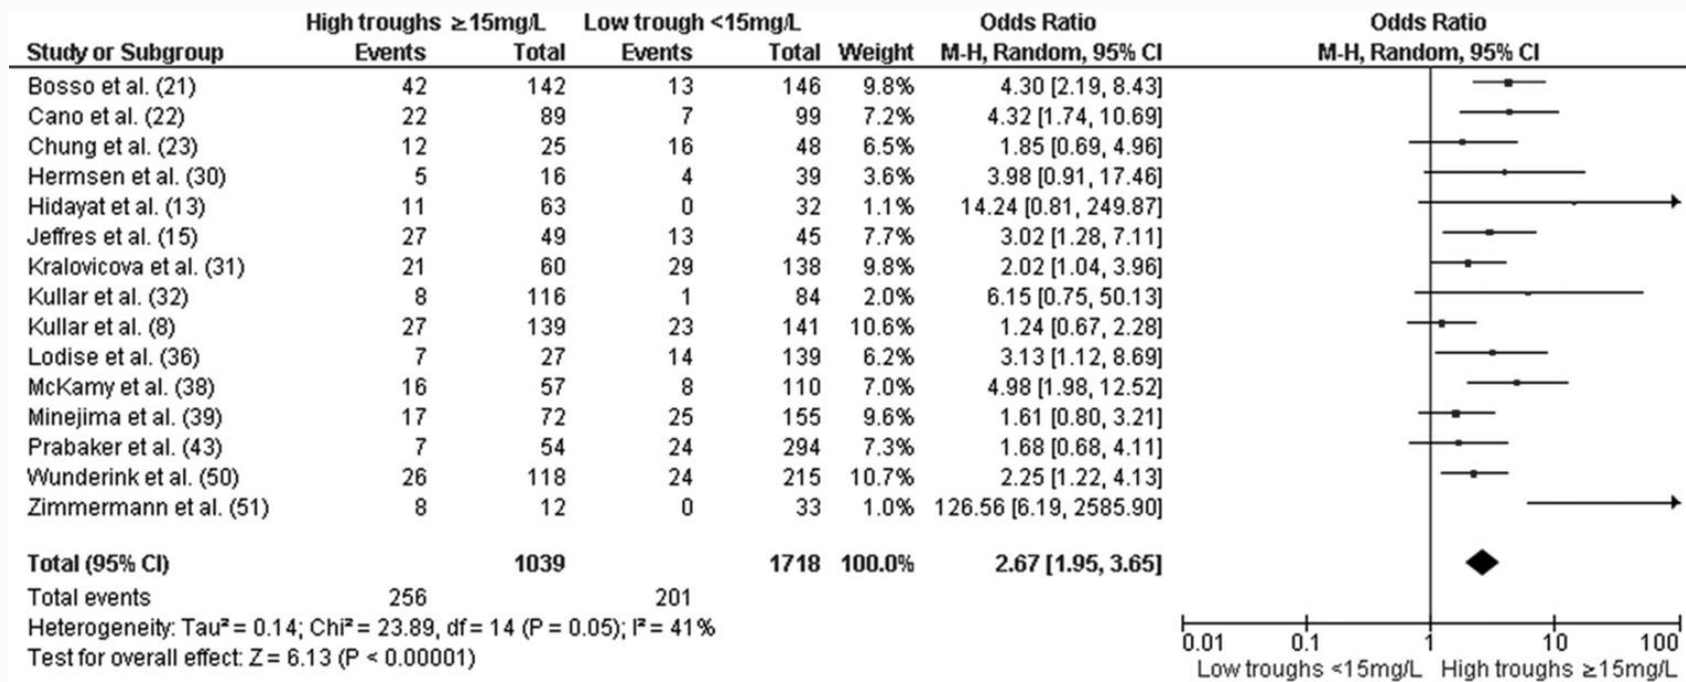 High troughs ≥15mg/L Low trough <15mg/L Odds Ratio Odds Ratio
Study or Subgroup Events Total Events Total Weight M-H, Random, 95% CI M-H, Random, 95% CI
Bosso et al. (21) 42 142 13 146 9.8% 4.30 [2.19, 8.43]
Cano et al. (22) 22 89 7 99 7.2% 4.32 [1.74, 10.69]
Chung et al. (23) 12 25 16 48 6.5% 1.85 [0.69, 4.96]
Hermsen et al. (30) 5 16 4 39 3.6% 3.98 [0.91, 17.46]
Hidayat et al. (13) 11 63 0 32 1.1% 14.24 [0.81, 249.87]
Jeffres et al. (15) 27 49 13 45 7.7% 3.02 [1.28, 7.11]
Kralovicova et al. (31) 21 60 29 138 9.8% 2.02 [1.04, 3.96]
Kullar et al. (32) 8 116 1 84 2.0% 6.15 [0.75, 50.13]
Kullar et al. (8) 27 139 23 141 10.6% 1.24 [0.67, 2.28]
Lodise et al. (36) 7 27 14 139 6.2% 3.13 [1.12, 8.69]
McKamy et al. (38) 16 57 8 110 7.0% 4.98 [1.98, 12.52]
Minejima et al. (39) 17 72 25 155 9.6% 1.61 [0.80, 3.21]
Prabaker et al. (43) 7 54 24 294 7.3% 1.68 [0.68, 4.11]
Wunderink et al. (50) 26 118 24 215 10.7% 2.25 [1.22, 4.13]
Zimmermann et al. (51) 8 12 0 33 1.0% 126.56 [6.19, 2585.90]
Total (95% CI) 1039 1718 100.0% 2.67 [1.95, 3.65]
Total events 256 201
Heterogeneity: Tau² = 0.14; Chi² = 23.89, df = 14 (P = 0.05); I² = 41%
Test for overall effect: Z = 6.13 (P < 0.00001)
0.01 0.1 1 10 100
Low troughs <15mg/L High troughs ≥15mg/L